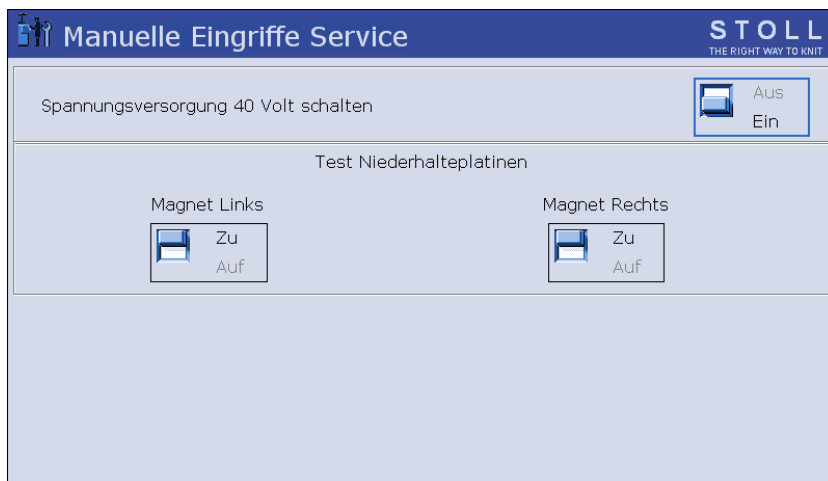 Manuelle Eingriffe Service
STOLL
THE RIGHT WAY TO KNIT
Spannungsversorgung 40 Volt schalten
Aus
Ein
Test Niederhalteplatinen
Magnet Links
Magnet Rechts
Zu
Auf
Zu
Auf